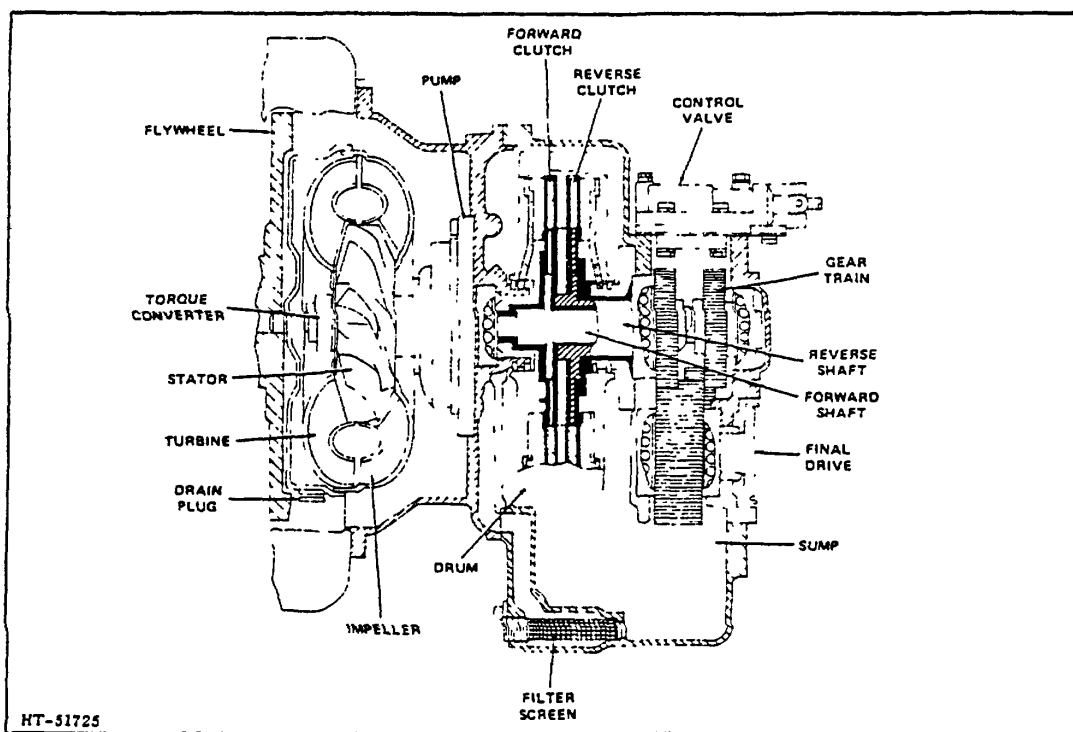 FORWARD
CLUTCH
REVERSE
CLUTCH
PUMP
CONTROL
VALVE
FLYWHEEL
GEAR
TRAIN
TORQUE
CONVERTER
REVERSE
SHAFT
STATOR
FORWARD
SHAFT
TURBINE
FINAL
DRIVE
DRAIN
PLUG
SUMP
DRUM
IMPELLER
FILTER
SCREEN
HT-51725